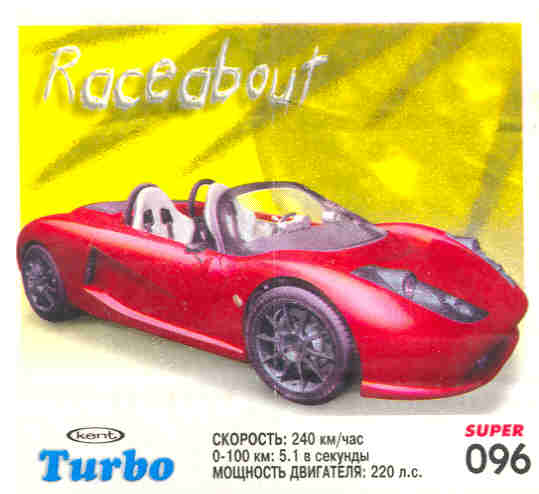 Raceabout
kent
Turbo
СКОРОСТЬ: 240 км/час
0-100 км: 5.1 в секунды
МОЩНОСТЬ ДВИГАТЕЛЯ: 220 л.с.
SUPER
096